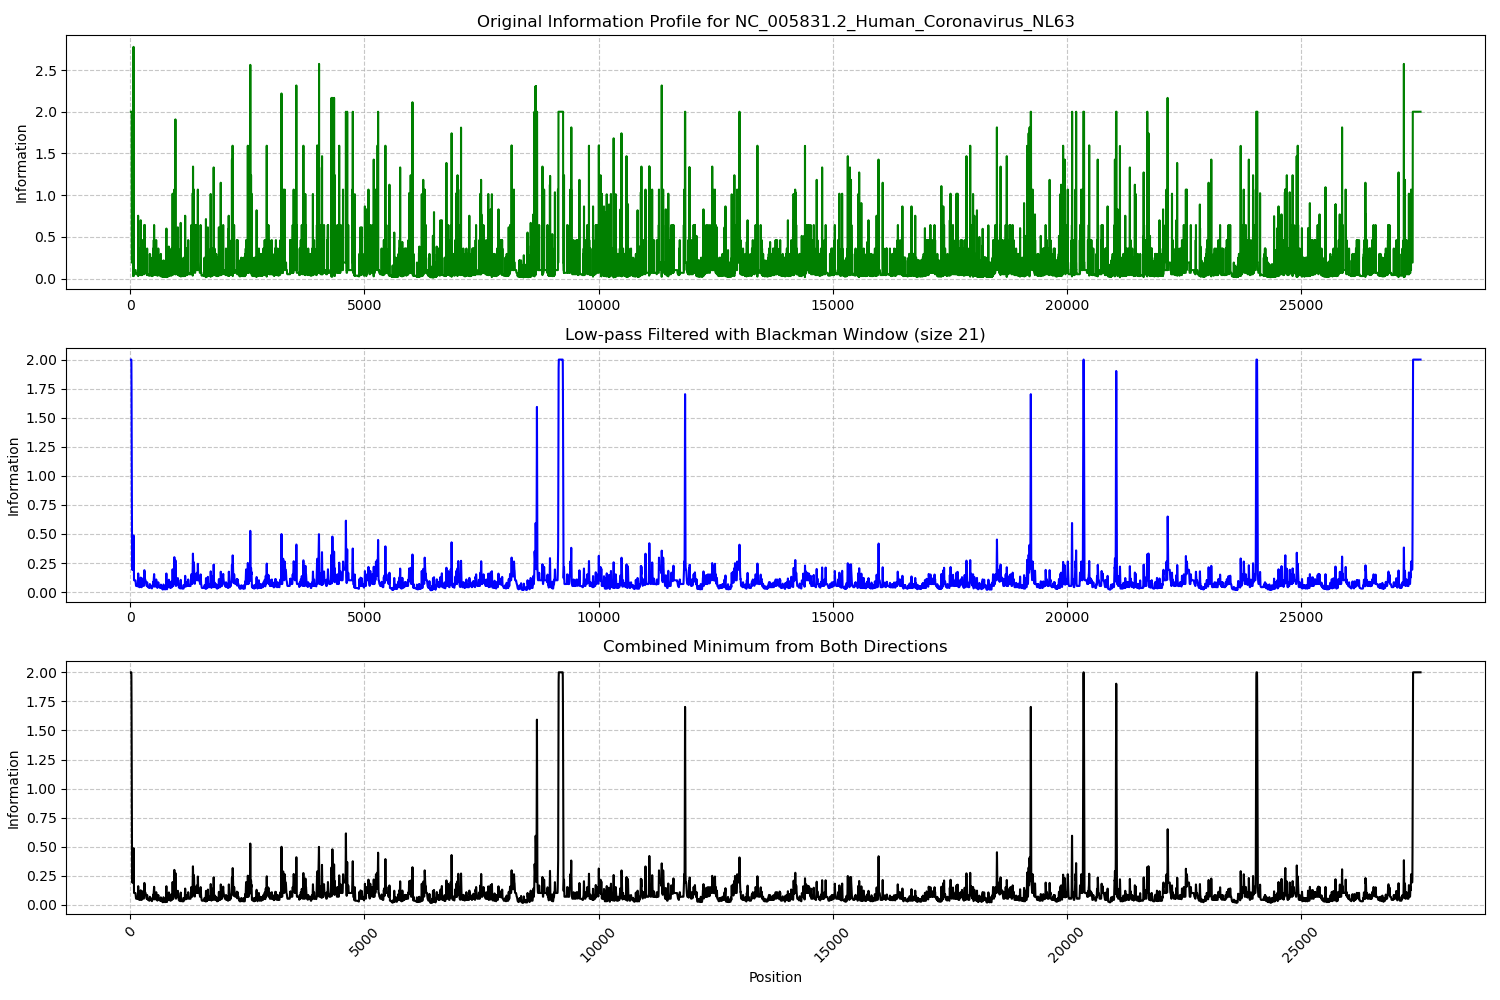 Original Information Profile for NC_005831.2_Human_Coronavirus_NL63
Information
2.5
2.0
1.5
1.0
0.5
0.0
0 5000 10000 15000 20000 25000
Low-pass Filtered with Blackman Window (size 21)
Information
2.00
1.75
1.50
1.25
1.00
0.75
0.50
0.25
0.00
0 5000 10000 15000 20000 25000
Combined Minimum from Both Directions
Information
2.00
1.75
1.50
1.25
1.00
0.75
0.50
0.25
0.00
0 5000 10000 15000 20000 25000
Position